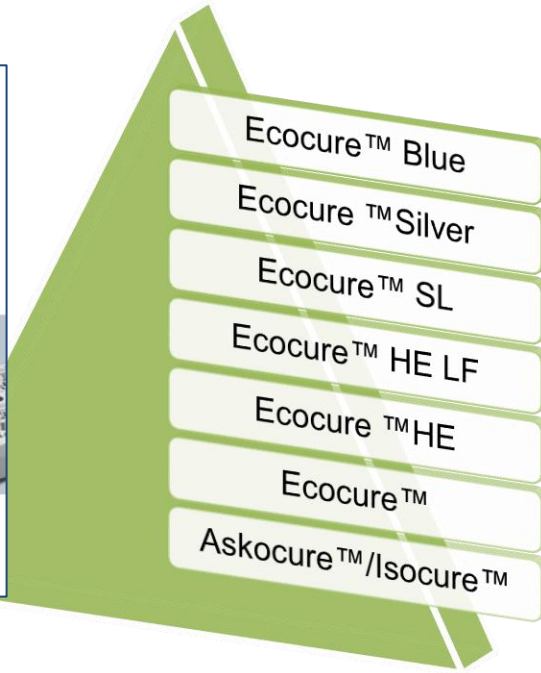 Ecocure™ Blue
Ecocure ™Silver
Ecocure™ SL
Ecocure™ HE LF
Ecocure ™HE
Ecocure™
Askocure™/Isocure™